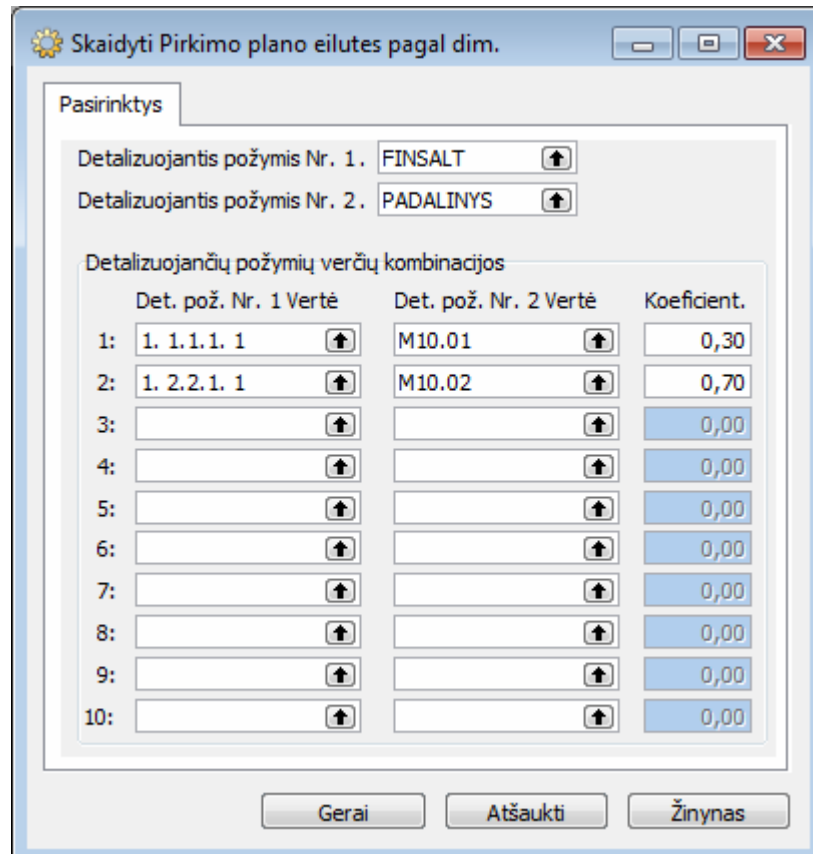 Skaidyti Pirkimo plano eilutes pagal dim.
Pasirinktys
Detalizuojantis požymis Nr. 1. FINSALT
Detalizuojantis požymis Nr. 2. PADALINYS
Detalizuojančių požymių verčių kombinacijos
Det. pož. Nr. 1 Vertė Det. pož. Nr. 2 Vertė Koeficient.
1: 1. 1.1.1. 1 M10.01 0,30
2: 1. 2.2.1. 1 M10.02 0,70
3: 0,00
4: 0,00
5: 0,00
6: 0,00
7: 0,00
8: 0,00
9: 0,00
10: 0,00
Gerai Atšaukti Žinynas